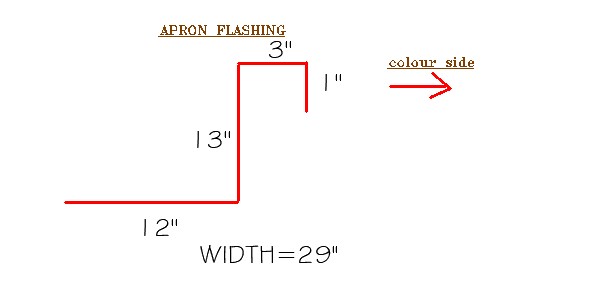 APRON FLASHING
3"
colour side
1"
13"
12"
WIDTH=29"